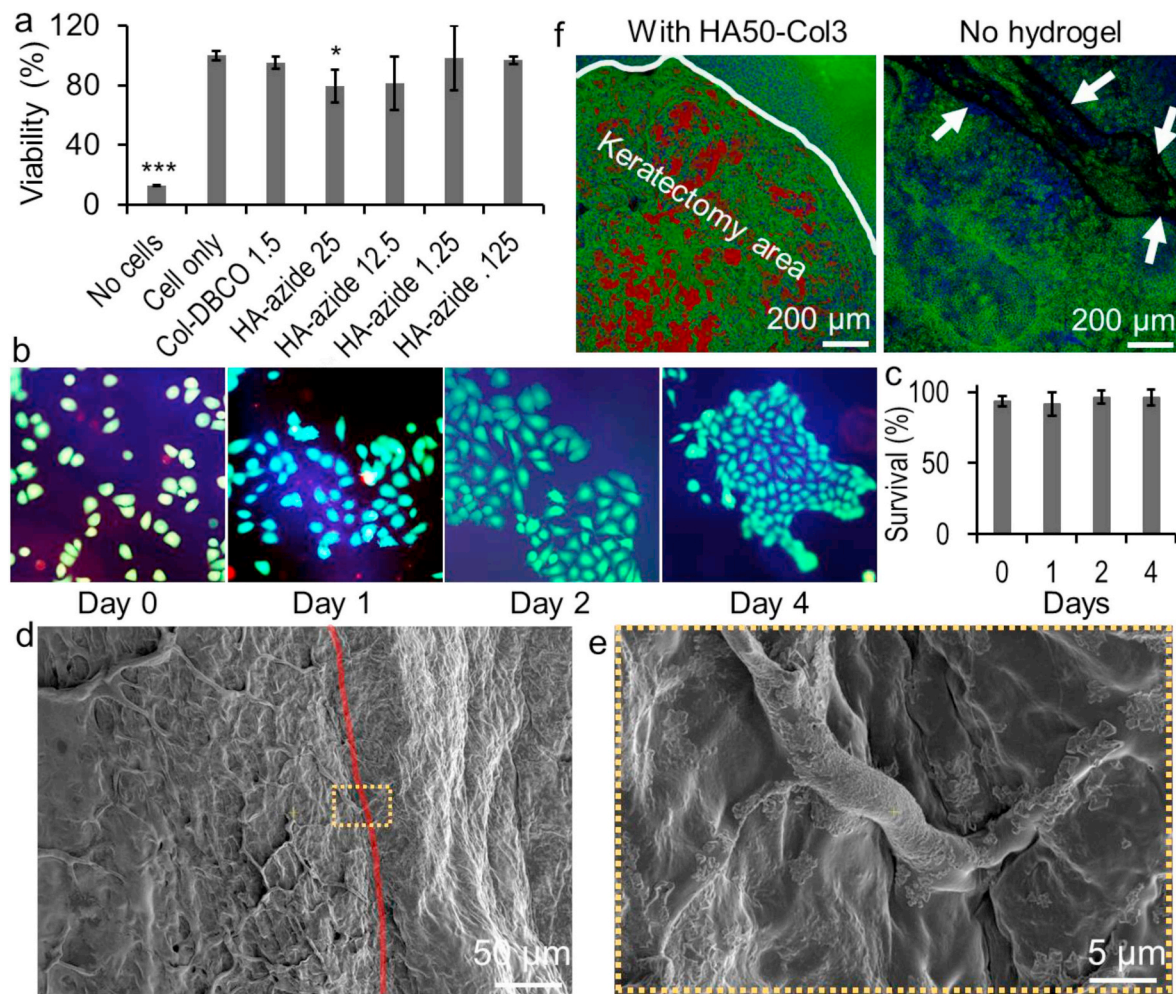 a
Viability (%)
120
80
40
0
***
*
No cells
Cell only
Col-DBCO 1.5
HA-azide 25
HA-azide 12.5
HA-azide 1.25
HA-azide .125
f
With HA50-Col3
No hydrogel
Keratectomy area
200 µm
200 µm
b
Day 0
Day 1
Day 2
Day 4
c
Survival (%)
100
50
0
0 1 2 4
Days
d
50 µm
e
5 µm